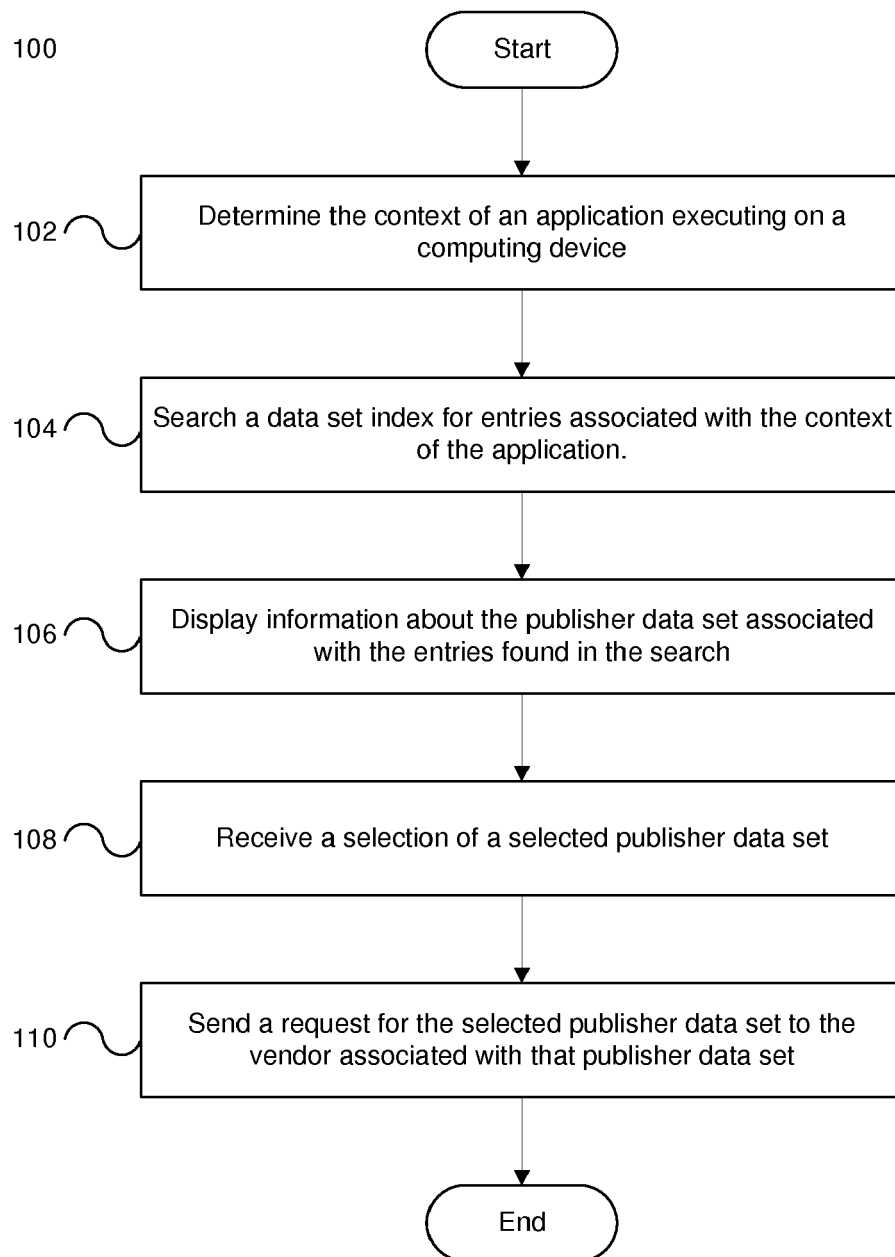 100
Start
102
Determine the context of an application executing on a
computing device
104
Search a data set index for entries associated with the context
of the application.
106
Display information about the publisher data set associated
with the entries found in the search
108
Receive a selection of a selected publisher data set
110
Send a request for the selected publisher data set to the
vendor associated with that publisher data set
End